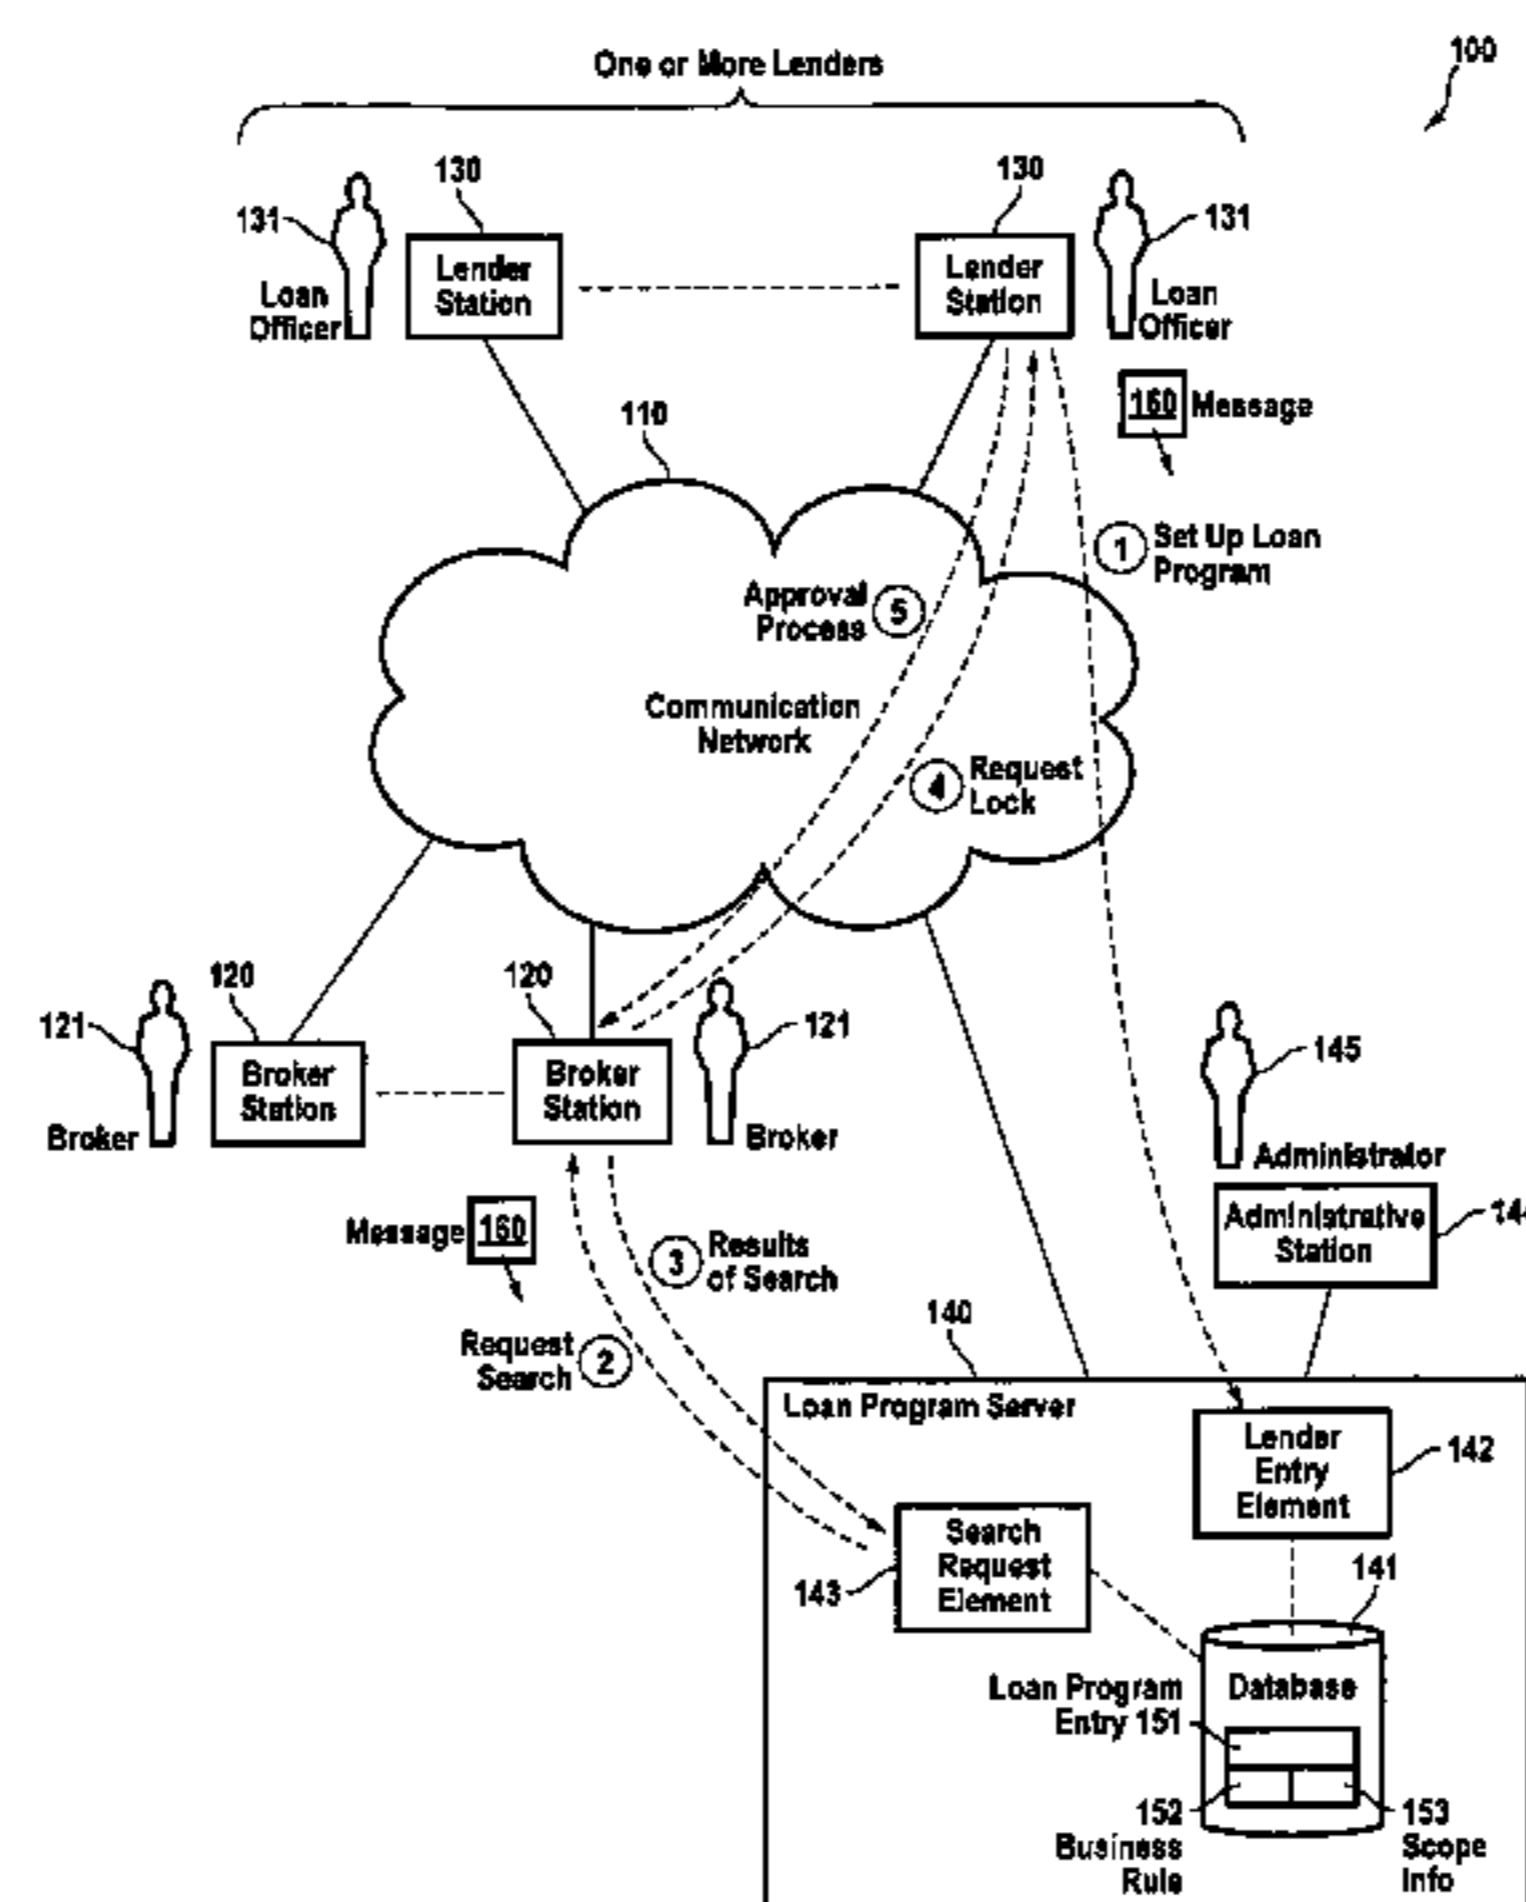 One or More Lenders
100
130
130
131
131
Lender
Station
Lender
Station
Loan
Officer
Loan
Officer
160 Message
110
1 Set Up Loan
Program
Approval
Process 5
Communication
Network
4 Request
Lock
120
120
121
121
145
Broker
Station
Broker
Station
Broker
Broker
Administrator
Message 160
Administrative
Station
3 Results
of Search
140
Request
Search 2
Loan Program Server
Lender
Entry
Element
142
Search
Request
Element
143
141
Database
Loan Program
Entry 151
152
Business
Rule
153
Scope
Info